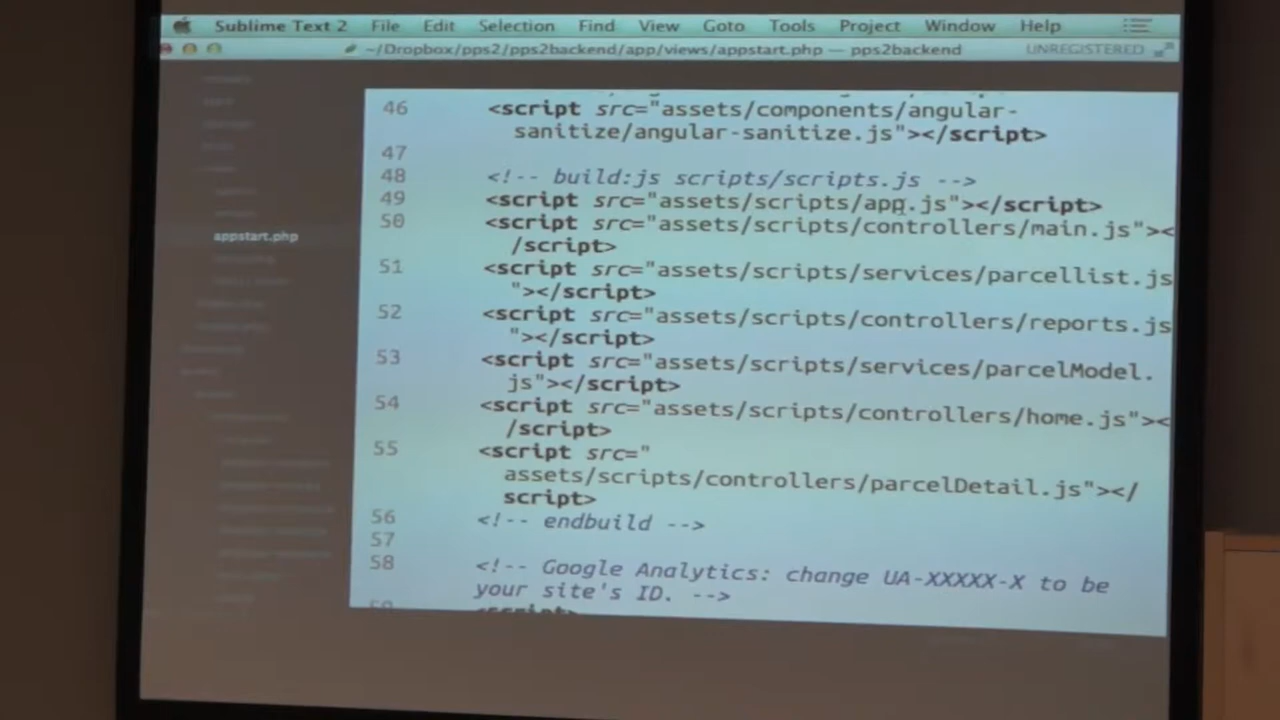 Sublime Text 2 File Edit Selection Find View Goto Tools Project Window Help
~/Dropbox/pps2/pps2backend/app/views/appstart.php — pps2backend UNREGISTERED
appstart.php
46 <script src="assets/components/angular-
sanitize/angular-sanitize.js"></script>
47
48 <!-- build:js scripts/scripts.js -->
49 <script src="assets/scripts/app.js"></script>
50 <script src="assets/scripts/controllers/main.js"><
/script>
51 <script src="assets/scripts/services/parcellist.js
"></script>
52 <script src="assets/scripts/controllers/reports.js
"></script>
53 <script src="assets/scripts/services/parcelModel.
js"></script>
54 <script src="assets/scripts/controllers/home.js"><
/script>
55 <script src="
assets/scripts/controllers/parcelDetail.js"></
script>
56 <!-- endbuild -->
57
58 <!-- Google Analytics: change UA-XXXXX-X to be
your site's ID. -->
<script>